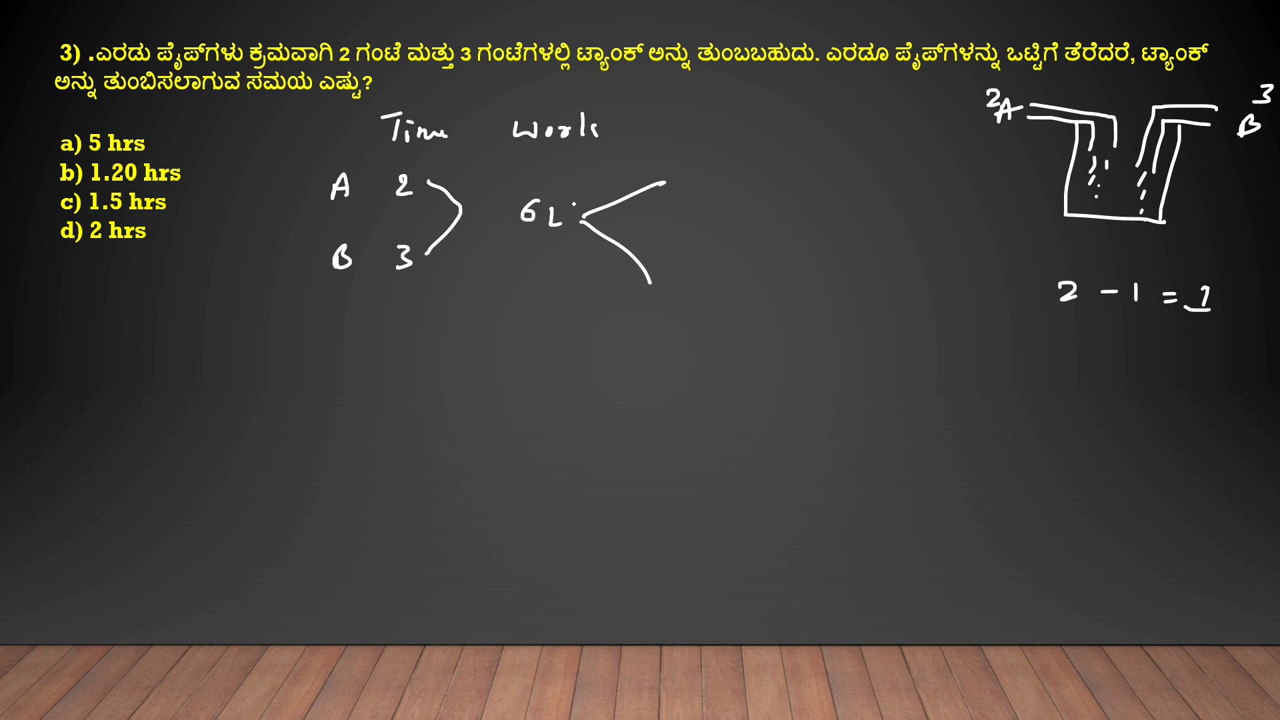 3) .ಎರಡು ಪೈಪ್‌ಗಳು ಕ್ರಮವಾಗಿ 2 ಗಂಟೆ ಮತ್ತು 3 ಗಂಟೆಗಳಲ್ಲಿ ಟ್ಯಾಂಕ್ ಅನ್ನು ತುಂಬಬಹುದು. ಎರಡೂ ಪೈಪ್‌ಗಳನ್ನು ಒಟ್ಟಿಗೆ ತೆರೆದರೆ, ಟ್ಯಾಂಕ್
ಅನ್ನು ತುಂಬಿಸಲಾಗುವ ಸಮಯ ಎಷ್ಟು?
a) 5 hrs
b) 1.20 hrs
c) 1.5 hrs
d) 2 hrs
Time Work
A 2
6L
B 3
2A
3
B
2 - 1 = 1